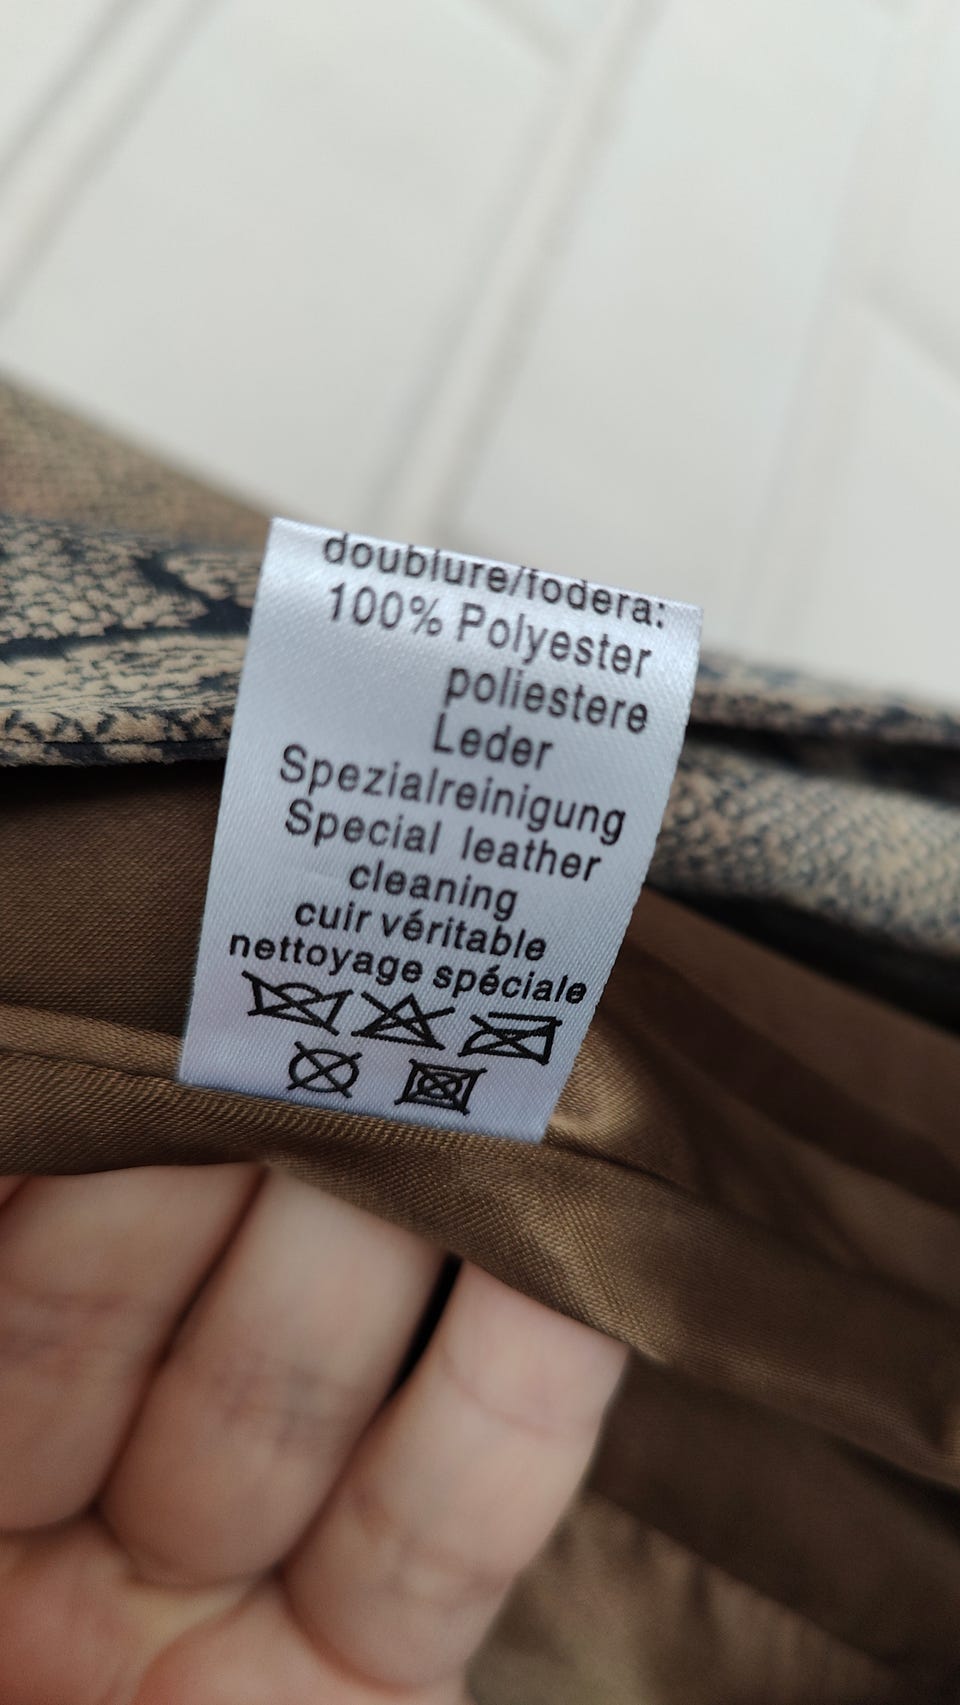 doublure/fodera:
100% Polyester
poliestere
Leder
Spezialreinigung
Special leather
cleaning
cuir véritable
nettoyage spéciale